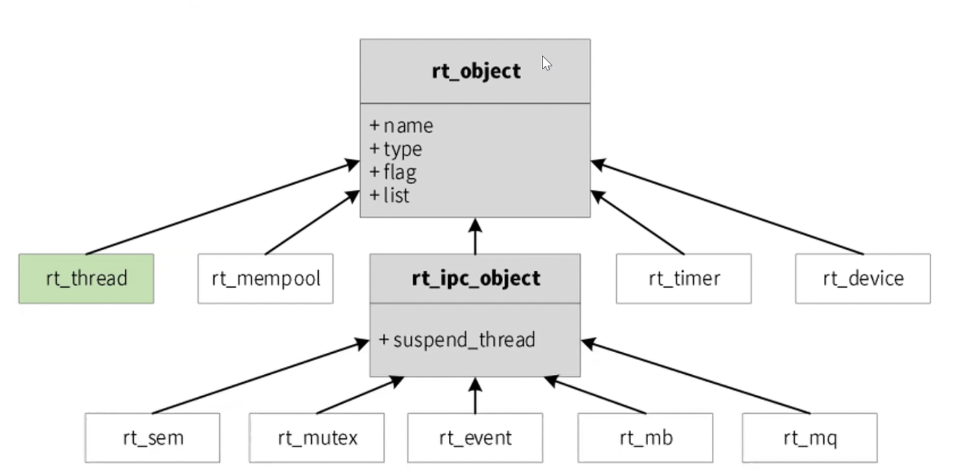 rt_object
+ name
+ type
+ flag
+ list
rt_thread
rt_mempool
rt_ipc_object
rt_timer
rt_device
+ suspend_thread
rt_sem
rt_mutex
rt_event
rt_mb
rt_mq